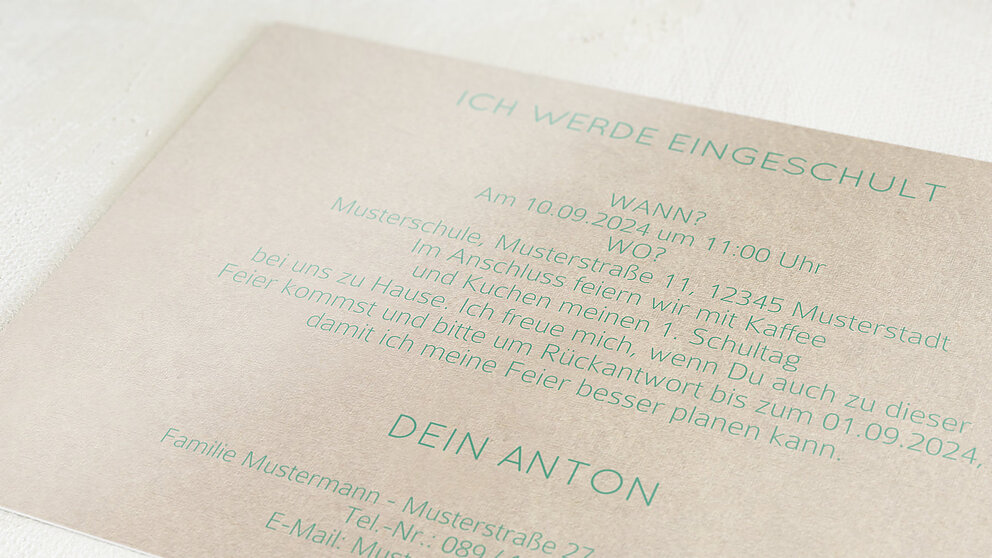 ICH WERDE EINGESCHULT
WANN?
Am 10.09.2024 um 11:00 Uhr
WO?
Musterschule, Musterstraße 11, 12345 Musterstadt
Im Anschluss feiern wir mit Kaffee
und Kuchen meinen 1. Schultag
bei uns zu Hause. Ich freue mich, wenn Du auch zu dieser
Feier kommst und bitte um Rückantwort bis zum 01.09.2024,
damit ich meine Feier besser planen kann.
DEIN ANTON
Familie Mustermann - Musterstraße 27
Tel.-Nr.: 089 /
E-Mail: